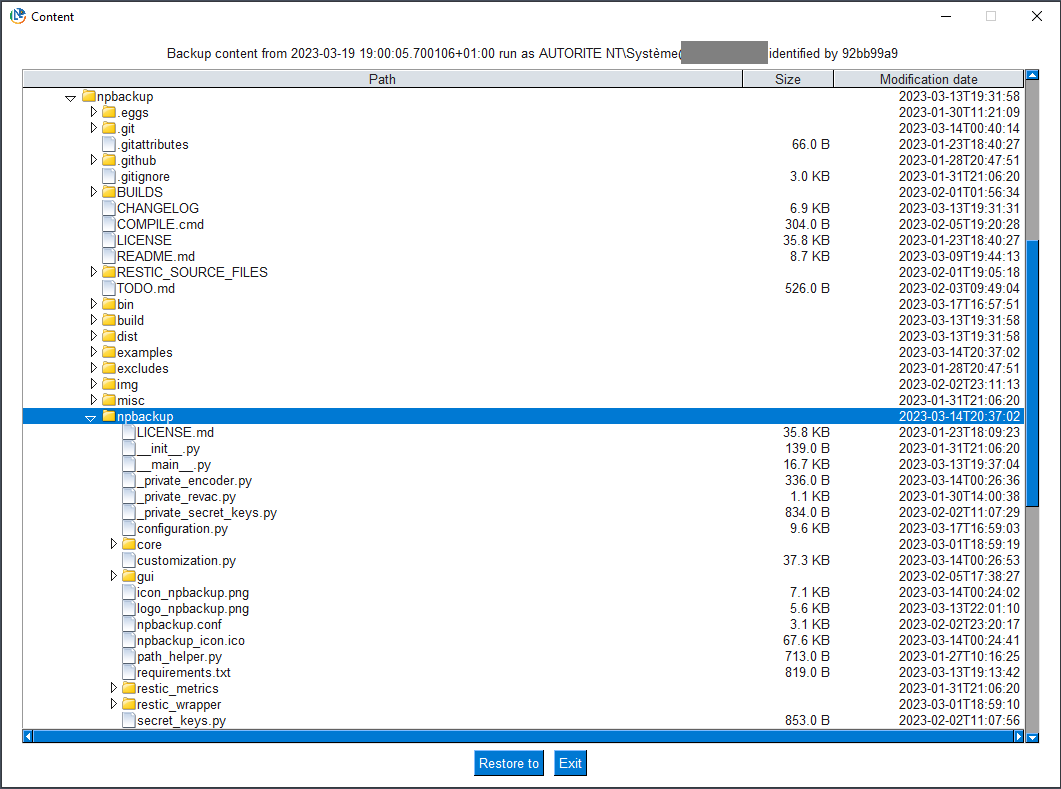 Content
Backup content from 2023-03-19 19:00:05.700106+01:00 run as AUTORITE NT\Système( identified by 92bb99a9
Path Size Modification date
npbackup 2023-03-13T19:31:58
.eggs 2023-01-30T11:21:09
.git 2023-03-14T00:40:14
.gitattributes 66.0 B 2023-01-23T18:40:27
.github 2023-01-28T20:47:51
.gitignore 3.0 KB 2023-01-31T21:06:20
BUILDS 2023-02-01T01:56:34
CHANGELOG 6.9 KB 2023-03-13T19:31:31
COMPILE.cmd 304.0 B 2023-02-05T19:20:28
LICENSE 35.8 KB 2023-01-23T18:40:27
README.md 8.7 KB 2023-03-09T19:44:13
RESTIC_SOURCE_FILES 2023-02-01T19:05:18
TODO.md 526.0 B 2023-02-03T09:49:04
bin 2023-03-17T16:57:51
build 2023-03-13T19:31:58
dist 2023-03-13T19:31:58
examples 2023-03-14T20:37:02
excludes 2023-01-28T20:47:51
img 2023-02-02T23:11:13
misc 2023-01-31T21:06:20
npbackup 2023-03-14T20:37:02
LICENSE.md 35.8 KB 2023-01-23T18:09:23
__init__.py 139.0 B 2023-01-31T21:06:20
__main__.py 16.7 KB 2023-03-13T19:37:04
_private_encoder.py 336.0 B 2023-03-14T00:26:36
_private_revac.py 1.1 KB 2023-01-30T14:00:38
_private_secret_keys.py 834.0 B 2023-02-02T11:07:29
configuration.py 9.6 KB 2023-03-17T16:59:03
core 2023-03-01T18:59:19
customization.py 37.3 KB 2023-03-14T00:26:53
gui 2023-02-05T17:38:27
icon_npbackup.png 7.1 KB 2023-03-14T00:24:02
logo_npbackup.png 5.6 KB 2023-03-13T22:01:10
npbackup.conf 3.1 KB 2023-02-02T23:20:17
npbackup_icon.ico 67.6 KB 2023-03-14T00:24:41
path_helper.py 713.0 B 2023-01-27T10:16:25
requirements.txt 819.0 B 2023-03-13T19:13:42
restic_metrics 2023-01-31T21:06:20
restic_wrapper 2023-03-01T18:59:10
secret_keys.py 853.0 B 2023-02-02T11:07:56
Restore to Exit